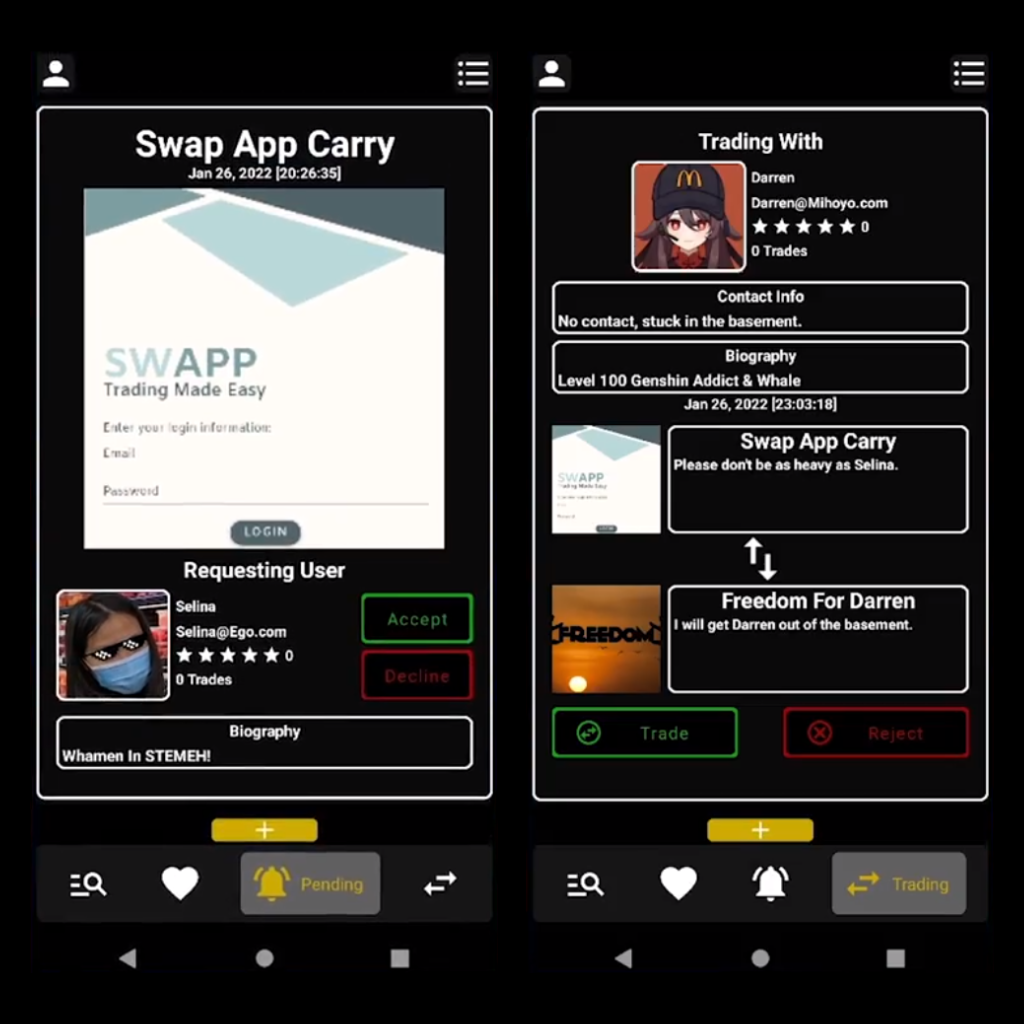 Swap App Carry
Jan 26, 2022 [20:26:35]
SWAPP
Trading Made Easy
Enter your login information:
Email
Password
LOGIN
Requesting User
Selina
Selina@Ego.com
0
0 Trades
Accept
Decline
Biography
Whamen In STEMEH!
+
Pending
Trading With
Darren
Darren@Mihoyo.com
0
0 Trades
Contact Info
No contact, stuck in the basement.
Biography
Level 100 Genshin Addict & Whale
Jan 26, 2022 [23:03:18]
SWAPP
Trading Made Easy
Swap App Carry
Please don't be as heavy as Selina.
FREEDOM
Freedom For Darren
I will get Darren out of the basement.
Trade
Reject
+
Trading